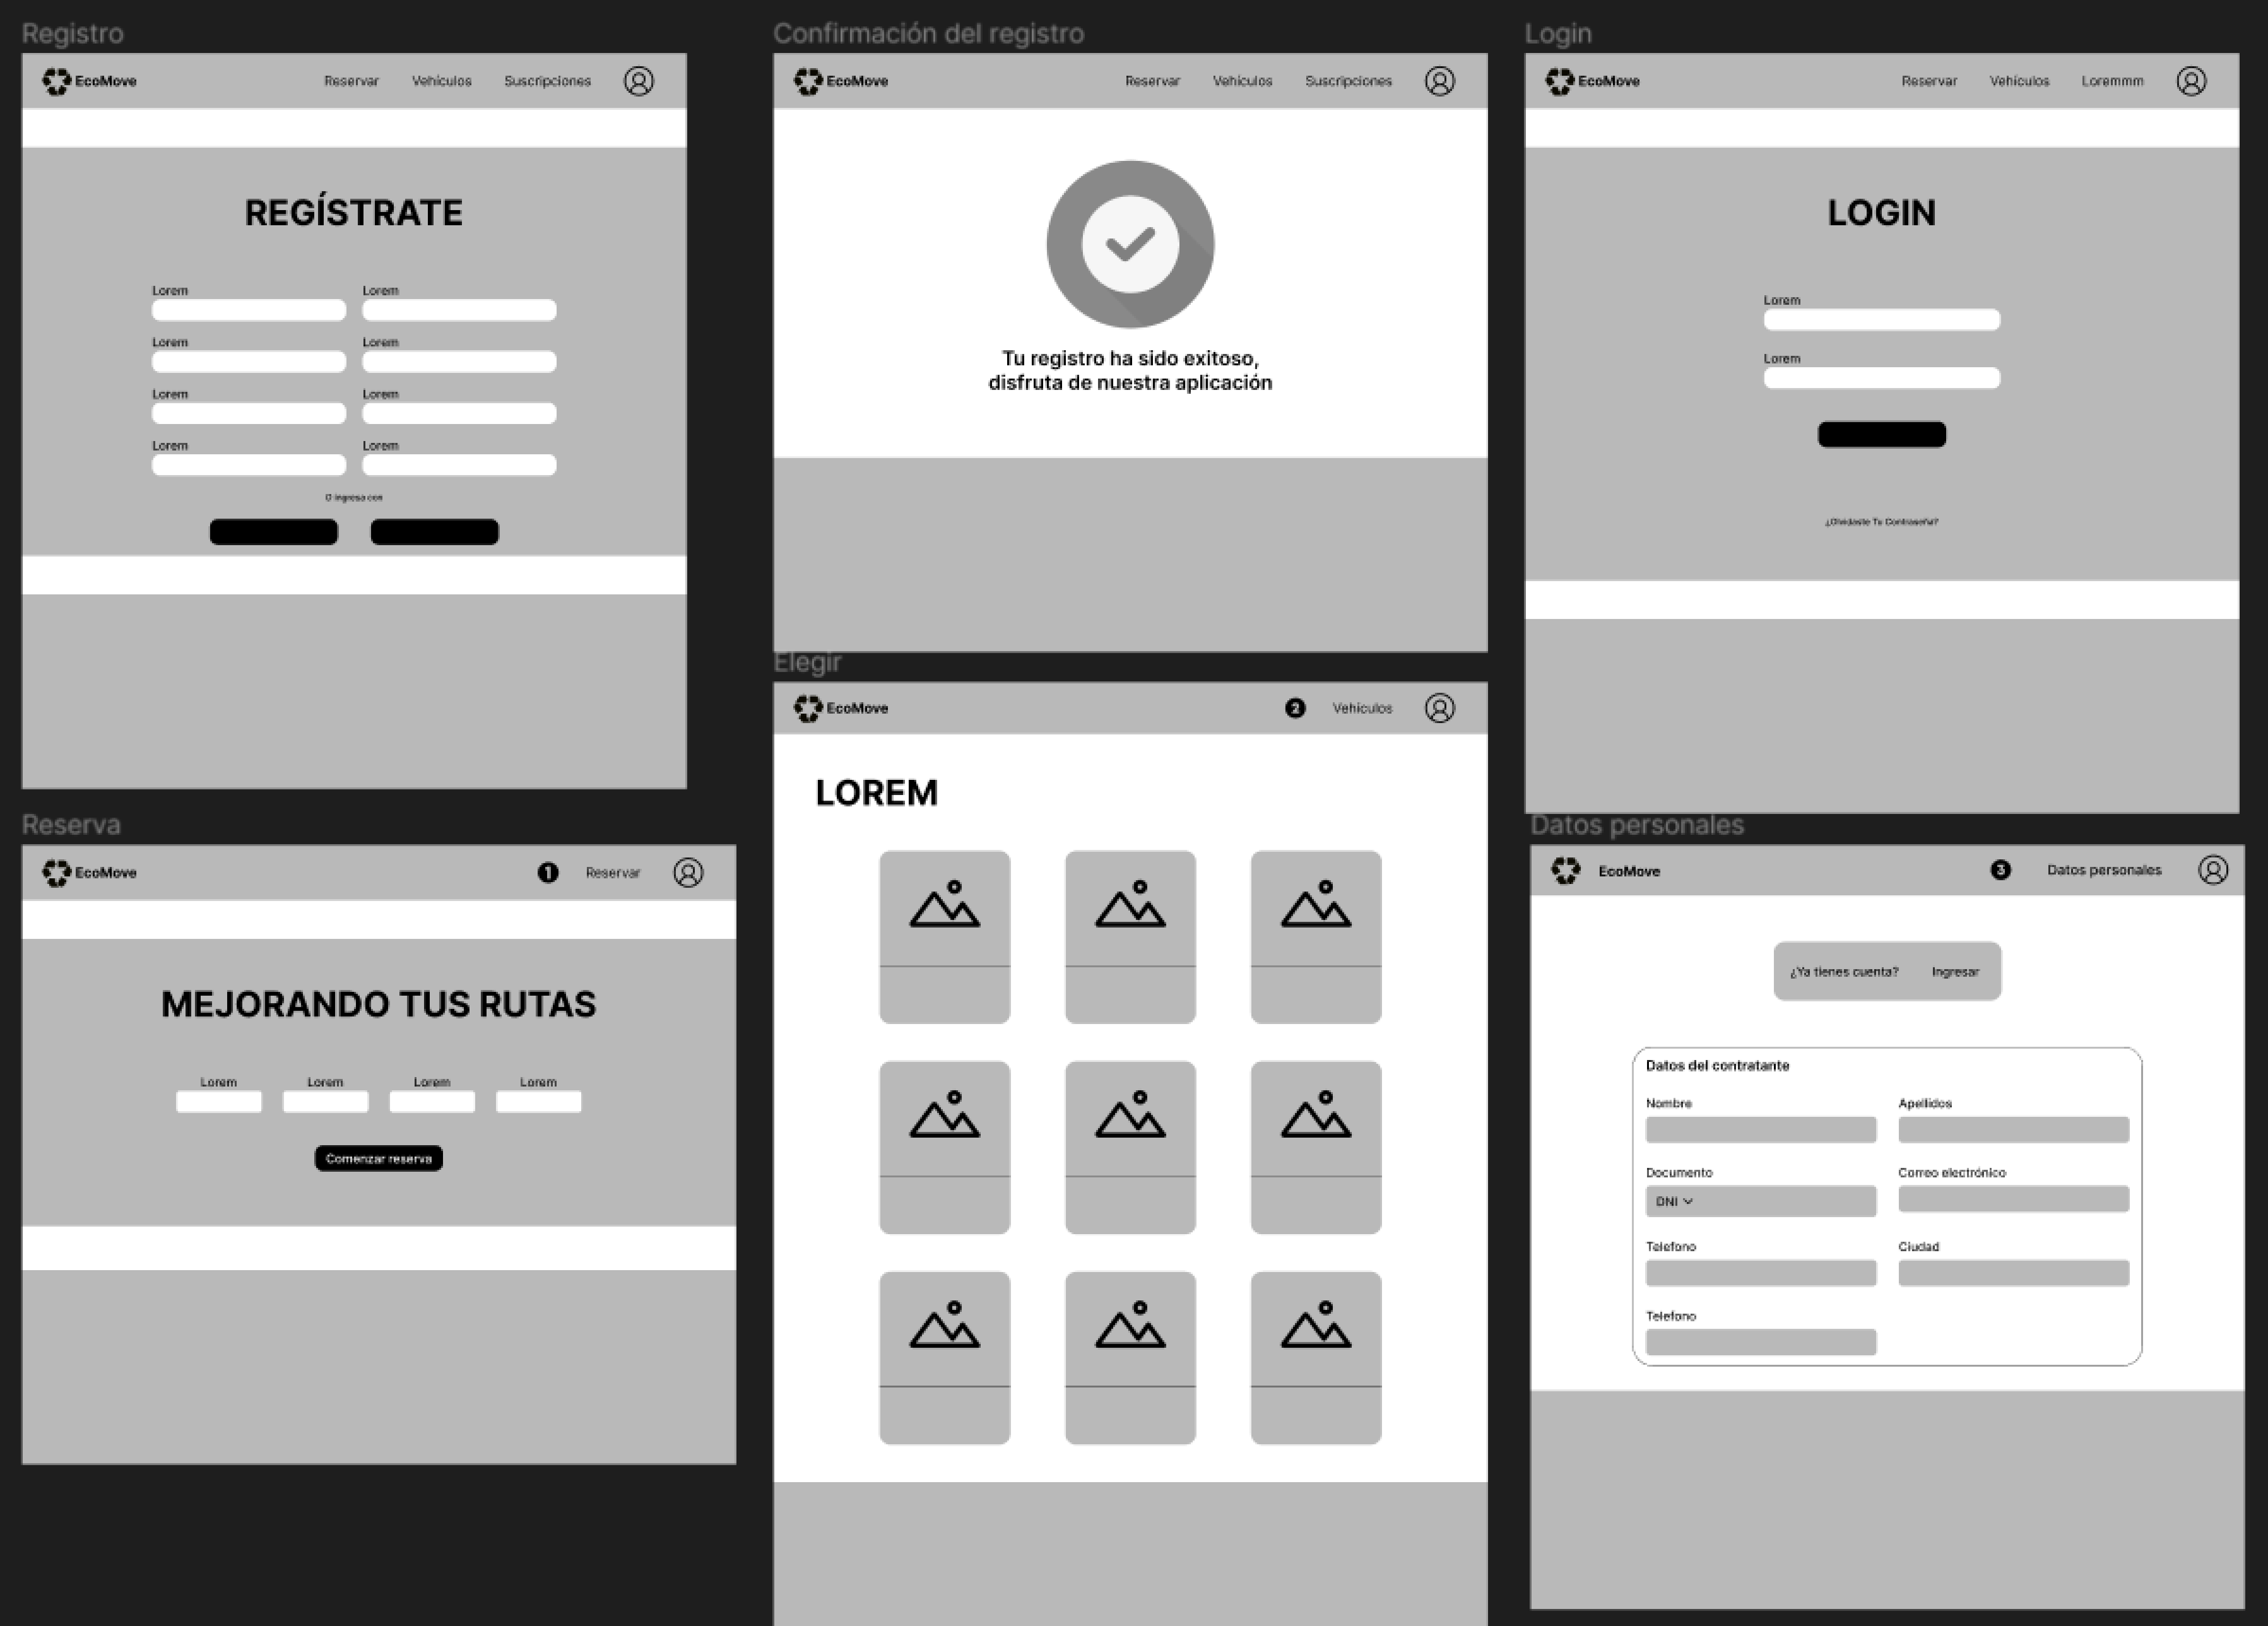 Registro
EcoMove
Reservar Vehículos Suscripciones
REGÍSTRATE
Lorem Lorem
Lorem Lorem
Lorem Lorem
Lorem Lorem
O ingresa con
Confirmación del registro
EcoMove
Reservar Vehículos Suscripciones
Tu registro ha sido exitoso,
disfruta de nuestra aplicación
Login
EcoMove
Reservar Vehículos Loremmm
LOGIN
Lorem
Lorem
¿Olvidaste Tu Contraseña?
Reserva
EcoMove
1 Reservar
MEJORANDO TUS RUTAS
Lorem Lorem Lorem Lorem
Comenzar reserva
Elegir
EcoMove
2 Vehículos
LOREM
Datos personales
EcoMove
3 Datos personales
¿Ya tienes cuenta? Ingresar
Datos del contratante
Nombre Apellidos
Documento Correo electrónico
DNI
Telefono Ciudad
Telefono